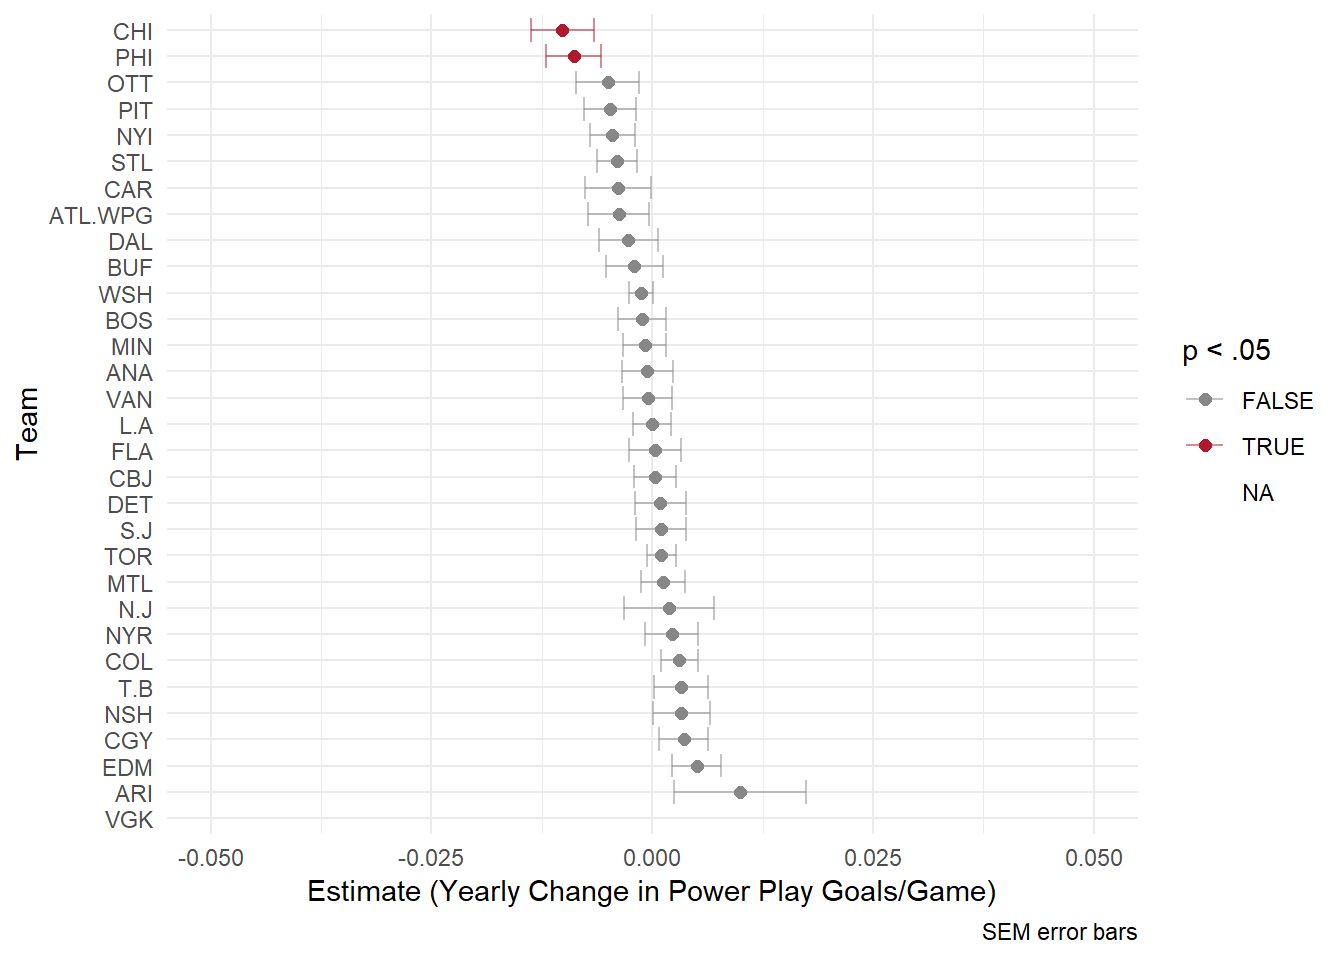 CHI
PHI
OTT
PIT
NYI
STL
CAR
ATL.WPG
DAL
BUF
WSH
BOS
MIN
ANA
VAN
L.A
FLA
CBJ
DET
S.J
TOR
MTL
N.J
NYR
COL
T.B
NSH
CGY
EDM
ARI
VGK
Team
-0.050 -0.025 0.000 0.025 0.050
Estimate (Yearly Change in Power Play Goals/Game)
SEM error bars
p < .05
FALSE
TRUE
NA